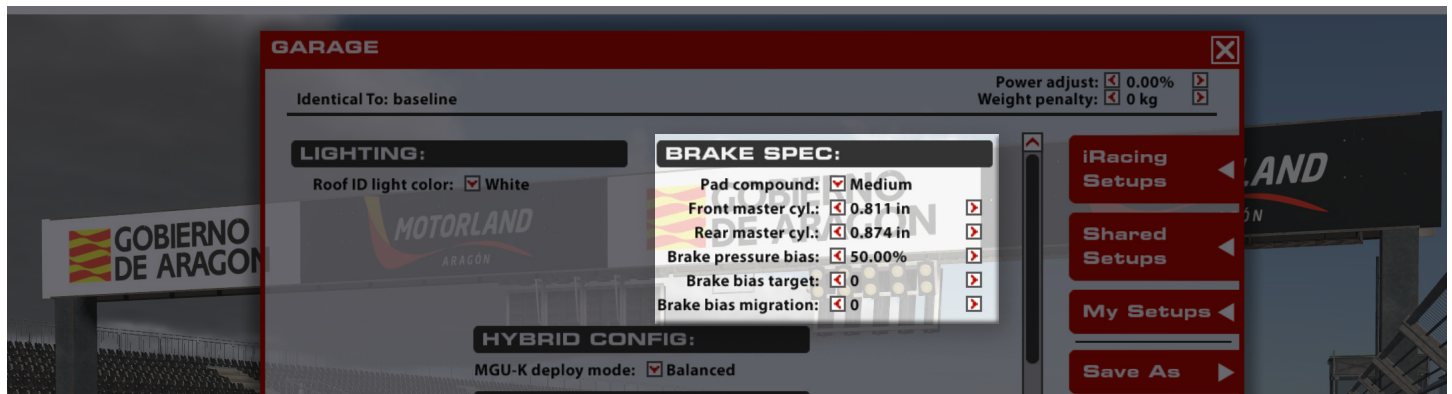 GARAGE
Power adjust: 0.00%
Identical To: baseline
Weight penalty: 0 kg
LIGHTING:
Roof ID light color: White
BRAKE SPEC:
Pad compound: Medium
Front master cyl.: 0.811 in
Rear master cyl.: 0.874 in
Brake pressure bias: 50.00%
Brake bias target: 0
Brake bias migration: 0
HYBRID CONFIG:
MGU-K deploy mode: Balanced
iRacing
Setups
Shared
Setups
My Setups
Save As
GOBIERNO
DE ARAGON
MOTORLAND
ARAGÓN
GOBIERNO
DE ARAGON